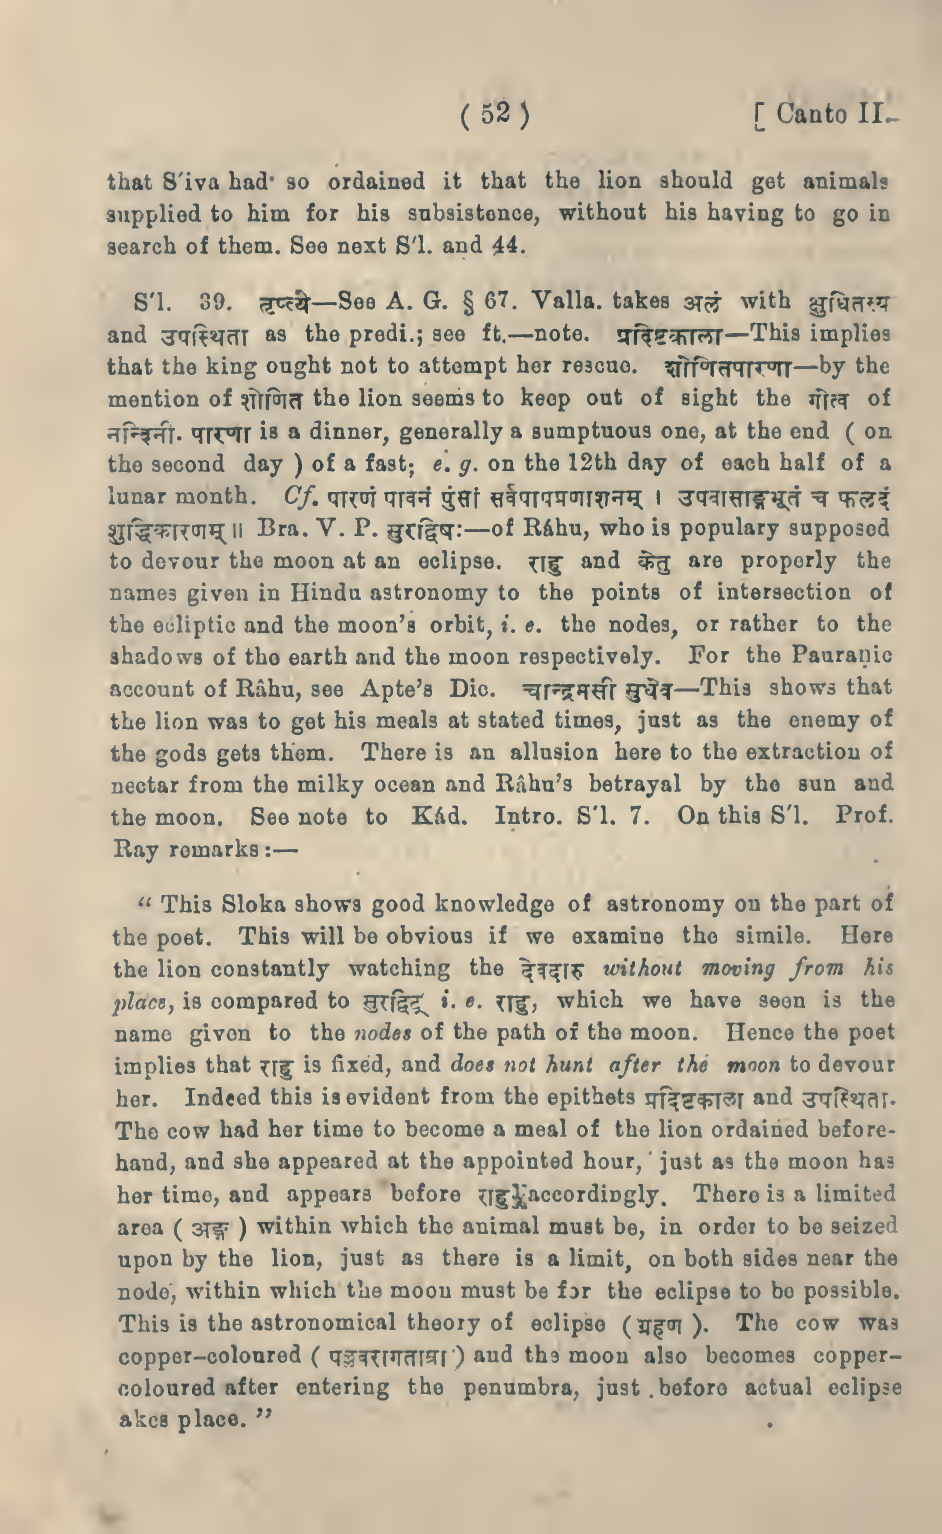 ( 52 ) [ Canto II.-
that S'iva had so ordained it that the lion should get animals
supplied to him for his subsistence, without his having to go in
search of them. See next S'l. and 44.
S'l. 39. तृप्त्यै—See A. G. § 67. Valla. takes अलं with क्षुधितस्य
and उपस्थिता as the predi.; see ft.—note. प्रदिष्टकाला—This implies
that the king ought not to attempt her rescue. शोणितपारणा—by the
mention of शोणित the lion seems to keep out of sight the गोत्व of
नन्दिनी. पारणा is a dinner, generally a sumptuous one, at the end ( on
the second day ) of a fast; e. g. on the 12th day of each half of a
lunar month. Cf. पारणं पावनं पुंसां सर्वपापप्रणाशनम् । उपवासाङ्गभूतं च फलदं
शुद्धिकारणम् ॥ Bra. V. P. सुरद्विषः—of Ráhu, who is populary supposed
to devour the moon at an eclipse. राहु and केतु are properly the
names given in Hindu astronomy to the points of intersection of
the ecliptic and the moon's orbit, i. e. the nodes, or rather to the
shadows of the earth and the moon respectively. For the Pauraṇic
account of Râhu, see Apte's Dic. चान्द्रमसी सुधेव—This shows that
the lion was to get his meals at stated times, just as the enemy of
the gods gets them. There is an allusion here to the extraction of
nectar from the milky ocean and Râhu's betrayal by the sun and
the moon. See note to Kád. Intro. S'l. 7. On this S'l. Prof.
Ray remarks :—
" This Sloka shows good knowledge of astronomy on the part of
the poet. This will be obvious if we examine the simile. Here
the lion constantly watching the देवदारु without moving from his
place, is compared to सुरद्विट् i. e. राहु, which we have seen is the
name given to the nodes of the path of the moon. Hence the poet
implies that राहु is fixed, and does not hunt after the moon to devour
her. Indeed this is evident from the epithets प्रदिष्टकाला and उपस्थिता.
The cow had her time to become a meal of the lion ordained before-
hand, and she appeared at the appointed hour, just as the moon has
her time, and appears before राहु accordingly. There is a limited
area ( अङ्क ) within which the animal must be, in order to be seized
upon by the lion, just as there is a limit, on both sides near the
node, within which the moon must be for the eclipse to be possible.
This is the astronomical theory of eclipse ( ग्रहण ). The cow was
copper-coloured ( पल्लवरागताम्रा ) and the moon also becomes copper-
coloured after entering the penumbra, just before actual eclipse
akes place. "